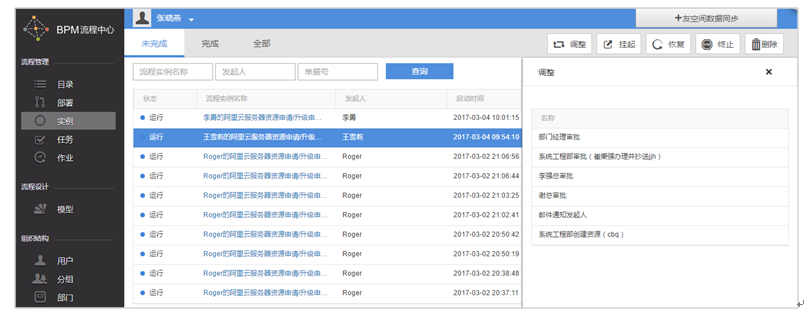 BPM流程中心
张晓燕
+友空间数据同步
未完成 完成 全部
调整 挂起 恢复 终止 删除
流程管理
目录
部署
实例
任务
作业
流程设计
模型
组织结构
用户
分组
部门
流程实例名称 发起人 单据号 查询
状态 流程实例名称 发起人 启动时间
运行 李勇的阿里云服务器资源申请/升级申... 李勇 2017-03-04 10:01:15
运行 王雪莉的阿里云服务器资源申请/升级... 王雪莉 2017-03-04 09:54:10
运行 Roger的阿里云服务器资源申请/升级申... Roger 2017-03-02 21:06:56
运行 Roger的阿里云服务器资源申请/升级申... Roger 2017-03-02 21:06:44
运行 Roger的阿里云服务器资源申请/升级申... Roger 2017-03-02 21:03:25
运行 Roger的阿里云服务器资源申请/升级申... Roger 2017-03-02 21:02:41
运行 Roger的阿里云服务器资源申请/升级申... Roger 2017-03-02 20:50:42
运行 Roger的阿里云服务器资源申请/升级申... Roger 2017-03-02 20:50:19
运行 Roger的阿里云服务器资源申请/升级申... Roger 2017-03-02 20:38:48
运行 Roger的阿里云服务器资源申请/升级申... Roger 2017-03-02 20:37:11
调整
名称
部门经理审批
系统工程部审批（崔秉强办理并抄送jjh）
李强总审批
谢总审批
邮件通知发起人
系统工程部创建资源（cbq）